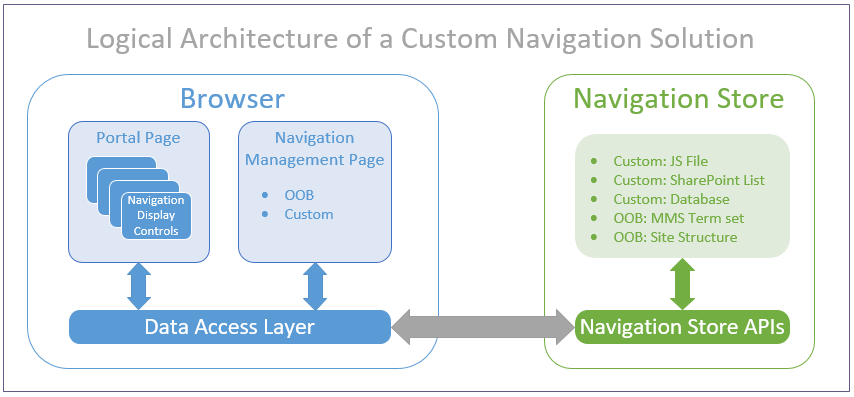 Logical Architecture of a Custom Navigation Solution
Browser
Portal Page
Navigation
Display
Controls
Navigation
Management Page
• OOB
• Custom
Data Access Layer
Navigation Store
• Custom: JS File
• Custom: SharePoint List
• Custom: Database
• OOB: MMS Term set
• OOB: Site Structure
Navigation Store APIs